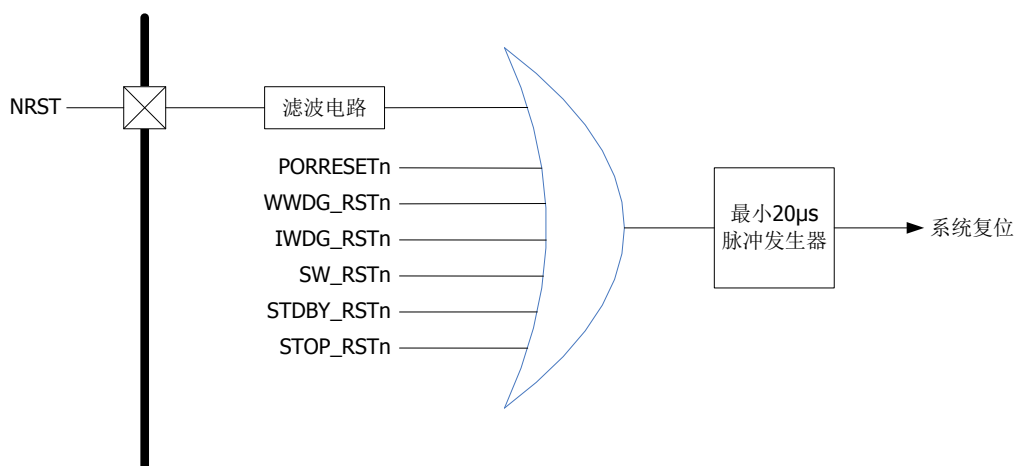 NRST
滤波电路
PORRESETn
WWDG_RSTn
IWDG_RSTn
SW_RSTn
STDBY_RSTn
STOP_RSTn
最小20μs
脉冲发生器
系统复位